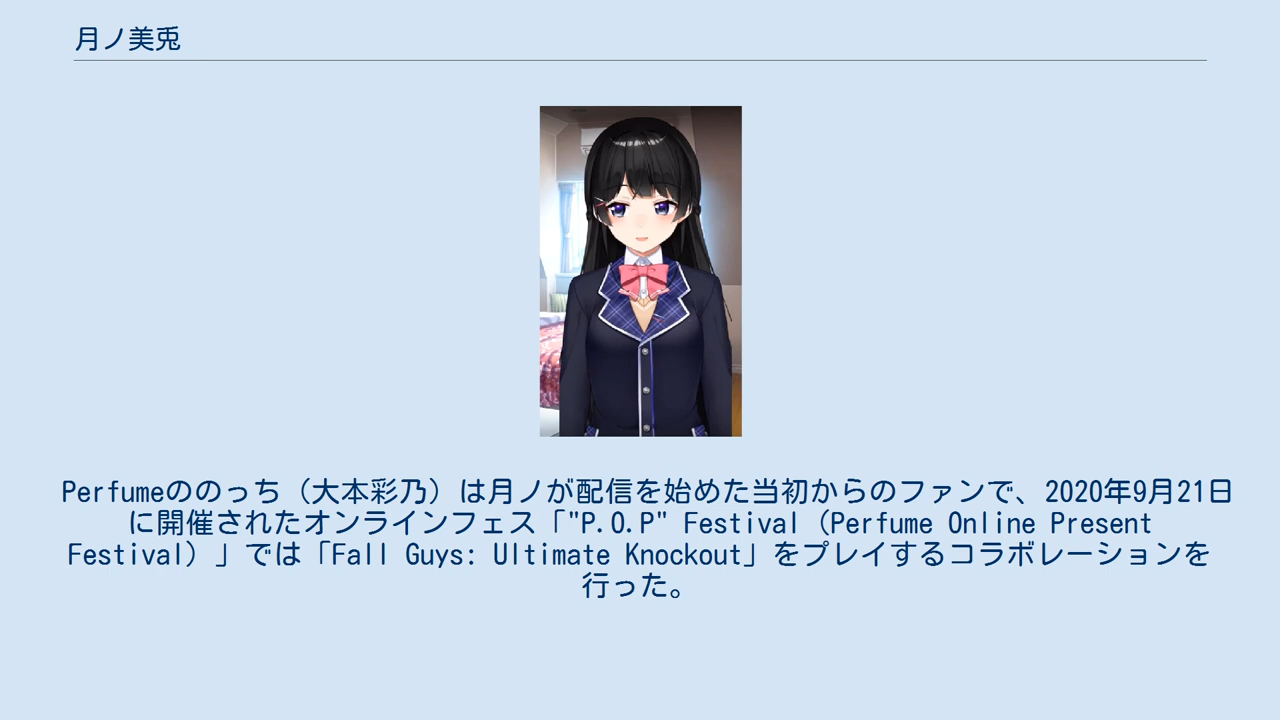 月ノ美兎
Perfumeののっち（大本彩乃）は月ノが配信を始めた当初からのファンで、2020年9月21日
に開催されたオンラインフェス「"P.O.P" Festival（Perfume Online Present
Festival）」では「Fall Guys: Ultimate Knockout」をプレイするコラボレーションを
行った。